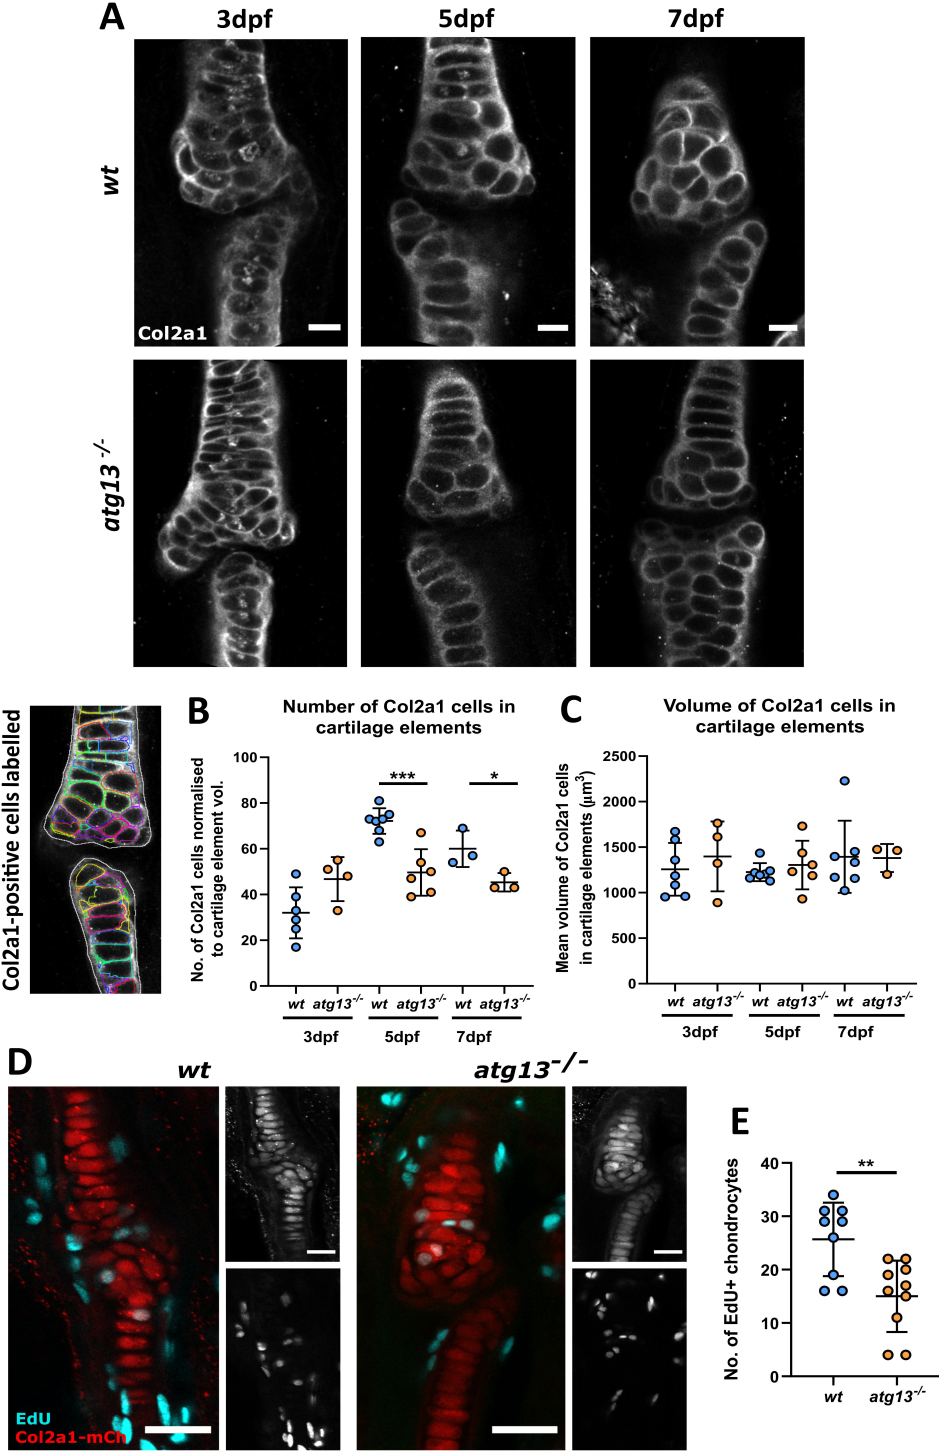 A
3dpf
5dpf
7dpf
wt
Col2a1
atg13 -/-
Col2a1-positive cells labelled
B
Number of Col2a1 cells in
cartilage elements
No. of Col2a1 cells normalised
to cartilage element vol.
100
80
60
40
20
0
***
*
wt atg13-/- wt atg13-/- wt atg13-/-
3dpf 5dpf 7dpf
C
Volume of Col2a1 cells in
cartilage elements
Mean volume of Col2a1 cells
in cartilage elements (µm3)
2500
2000
1500
1000
500
0
wt atg13-/- wt atg13-/- wt atg13-/-
3dpf 5dpf 7dpf
D
wt
atg13-/-
EdU
Col2a1-mCh
E
No. of EdU+ chondrocytes
40
30
20
10
0
**
wt atg13-/-